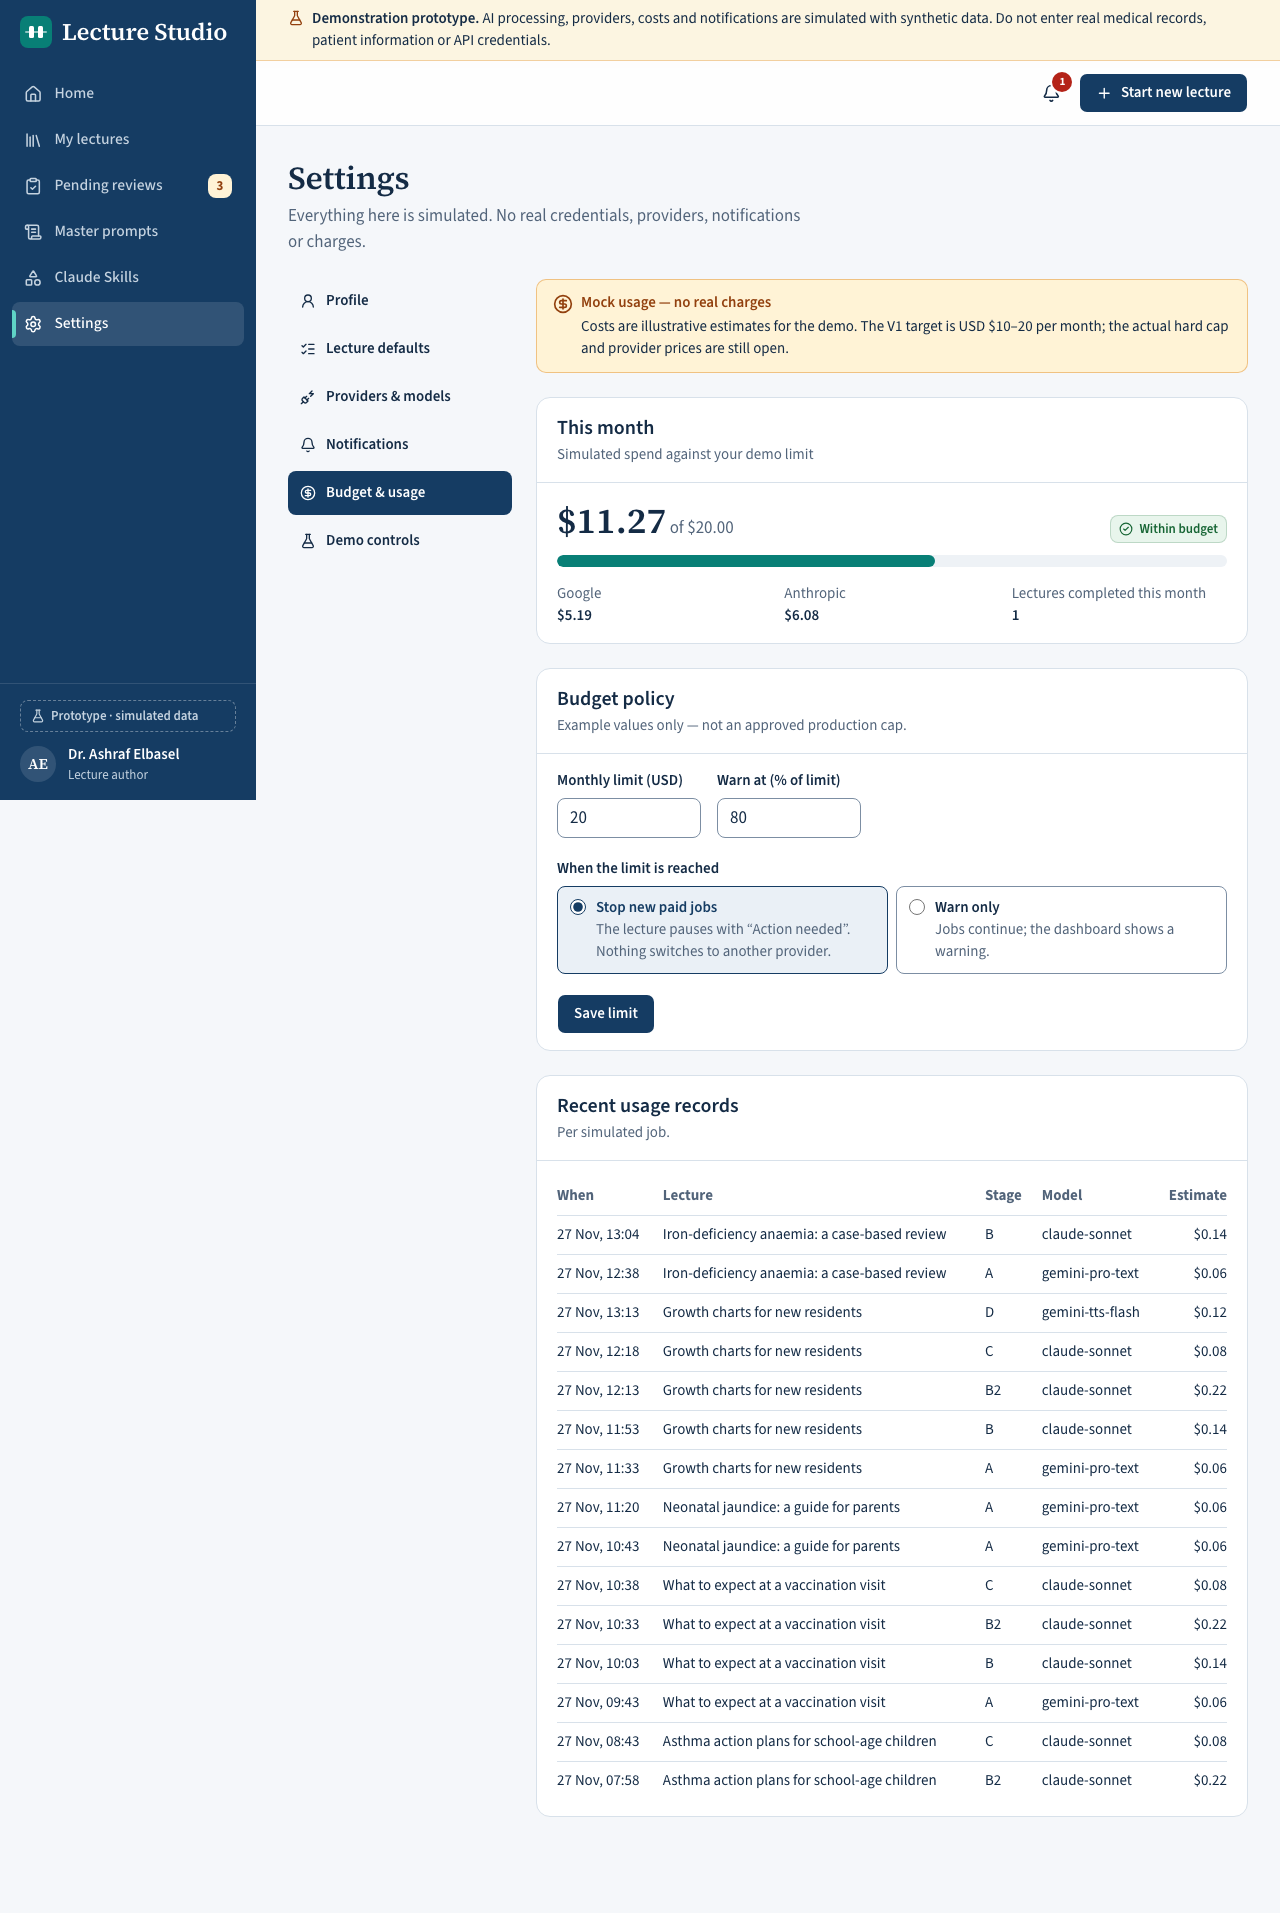 Lecture Studio
Home
My lectures
Pending reviews 3
Master prompts
Claude Skills
Settings
Prototype · simulated data
AE
Dr. Ashraf Elbasel
Lecture author
Demonstration prototype. AI processing, providers, costs and notifications are simulated with synthetic data. Do not enter real medical records,
patient information or API credentials.
1
Start new lecture
Settings
Everything here is simulated. No real credentials, providers, notifications
or charges.
Profile
Lecture defaults
Providers & models
Notifications
Budget & usage
Demo controls
Mock usage — no real charges
Costs are illustrative estimates for the demo. The V1 target is USD $10–20 per month; the actual hard cap
and provider prices are still open.
This month
Simulated spend against your demo limit
$11.27 of $20.00
Within budget
Google Anthropic Lectures completed this month
$5.19 $6.08 1
Budget policy
Example values only — not an approved production cap.
Monthly limit (USD) Warn at (% of limit)
20 80
When the limit is reached
Stop new paid jobs
The lecture pauses with “Action needed”.
Nothing switches to another provider.
Warn only
Jobs continue; the dashboard shows a
warning.
Save limit
Recent usage records
Per simulated job.
When Lecture Stage Model Estimate
27 Nov, 13:04 Iron-deficiency anaemia: a case-based review B claude-sonnet $0.14
27 Nov, 12:38 Iron-deficiency anaemia: a case-based review A gemini-pro-text $0.06
27 Nov, 13:13 Growth charts for new residents D gemini-tts-flash $0.12
27 Nov, 12:18 Growth charts for new residents C claude-sonnet $0.08
27 Nov, 12:13 Growth charts for new residents B2 claude-sonnet $0.22
27 Nov, 11:53 Growth charts for new residents B claude-sonnet $0.14
27 Nov, 11:33 Growth charts for new residents A gemini-pro-text $0.06
27 Nov, 11:20 Neonatal jaundice: a guide for parents A gemini-pro-text $0.06
27 Nov, 10:43 Neonatal jaundice: a guide for parents A gemini-pro-text $0.06
27 Nov, 10:38 What to expect at a vaccination visit C claude-sonnet $0.08
27 Nov, 10:33 What to expect at a vaccination visit B2 claude-sonnet $0.22
27 Nov, 10:03 What to expect at a vaccination visit B claude-sonnet $0.14
27 Nov, 09:43 What to expect at a vaccination visit A gemini-pro-text $0.06
27 Nov, 08:43 Asthma action plans for school-age children C claude-sonnet $0.08
27 Nov, 07:58 Asthma action plans for school-age children B2 claude-sonnet $0.22